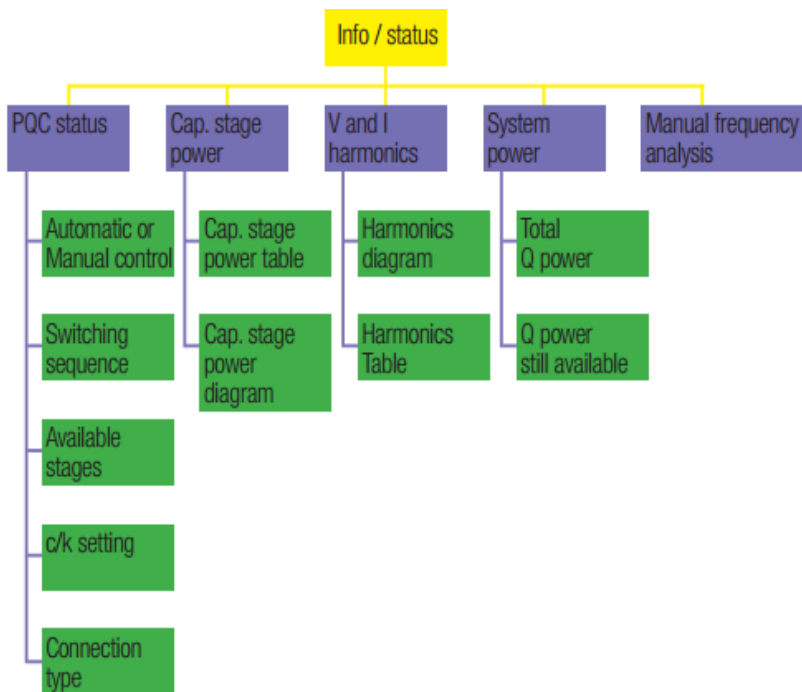 Info / status
PQC status
Cap. stage
power
V and I
harmonics
System
power
Manual frequency
analysis
Automatic or
Manual control
Cap. stage
power table
Harmonics
diagram
Total
Q power
Switching
sequence
Cap. stage
power
diagram
Harmonics
Table
Q power
still available
Available
stages
c/k setting
Connection
type